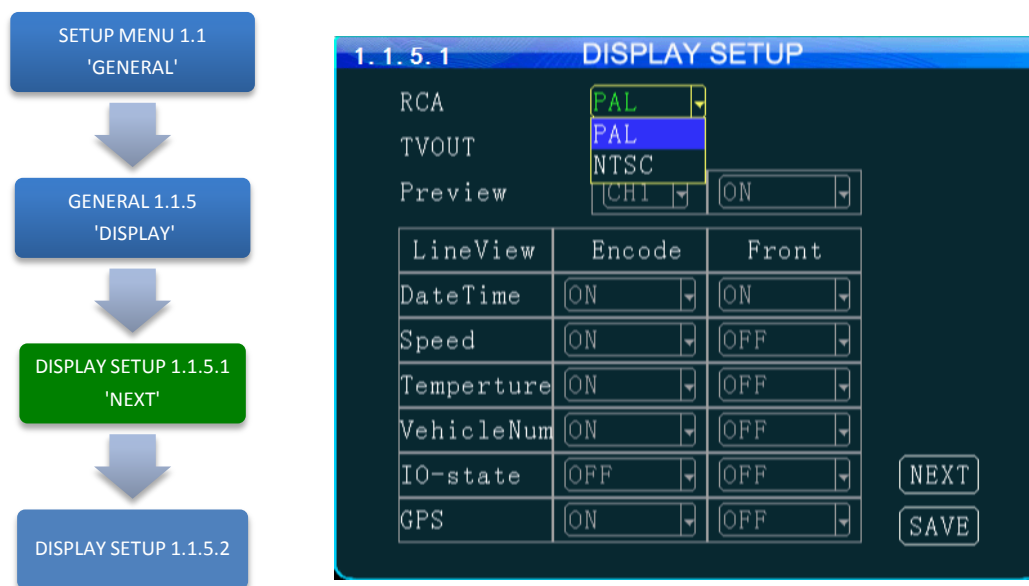 SETUP MENU 1.1
'GENERAL'
GENERAL 1.1.5
'DISPLAY'
DISPLAY SETUP 1.1.5.1
'NEXT'
DISPLAY SETUP 1.1.5.2
1.1.5.1 DISPLAY SETUP
RCA PAL
PAL
TVOUT
NTSC
Preview CH1 ON
LineView Encode Front
DateTime ON ON
Speed ON OFF
Temperture ON OFF
VehicleNum ON OFF
IO-state OFF OFF
NEXT
GPS ON OFF
SAVE